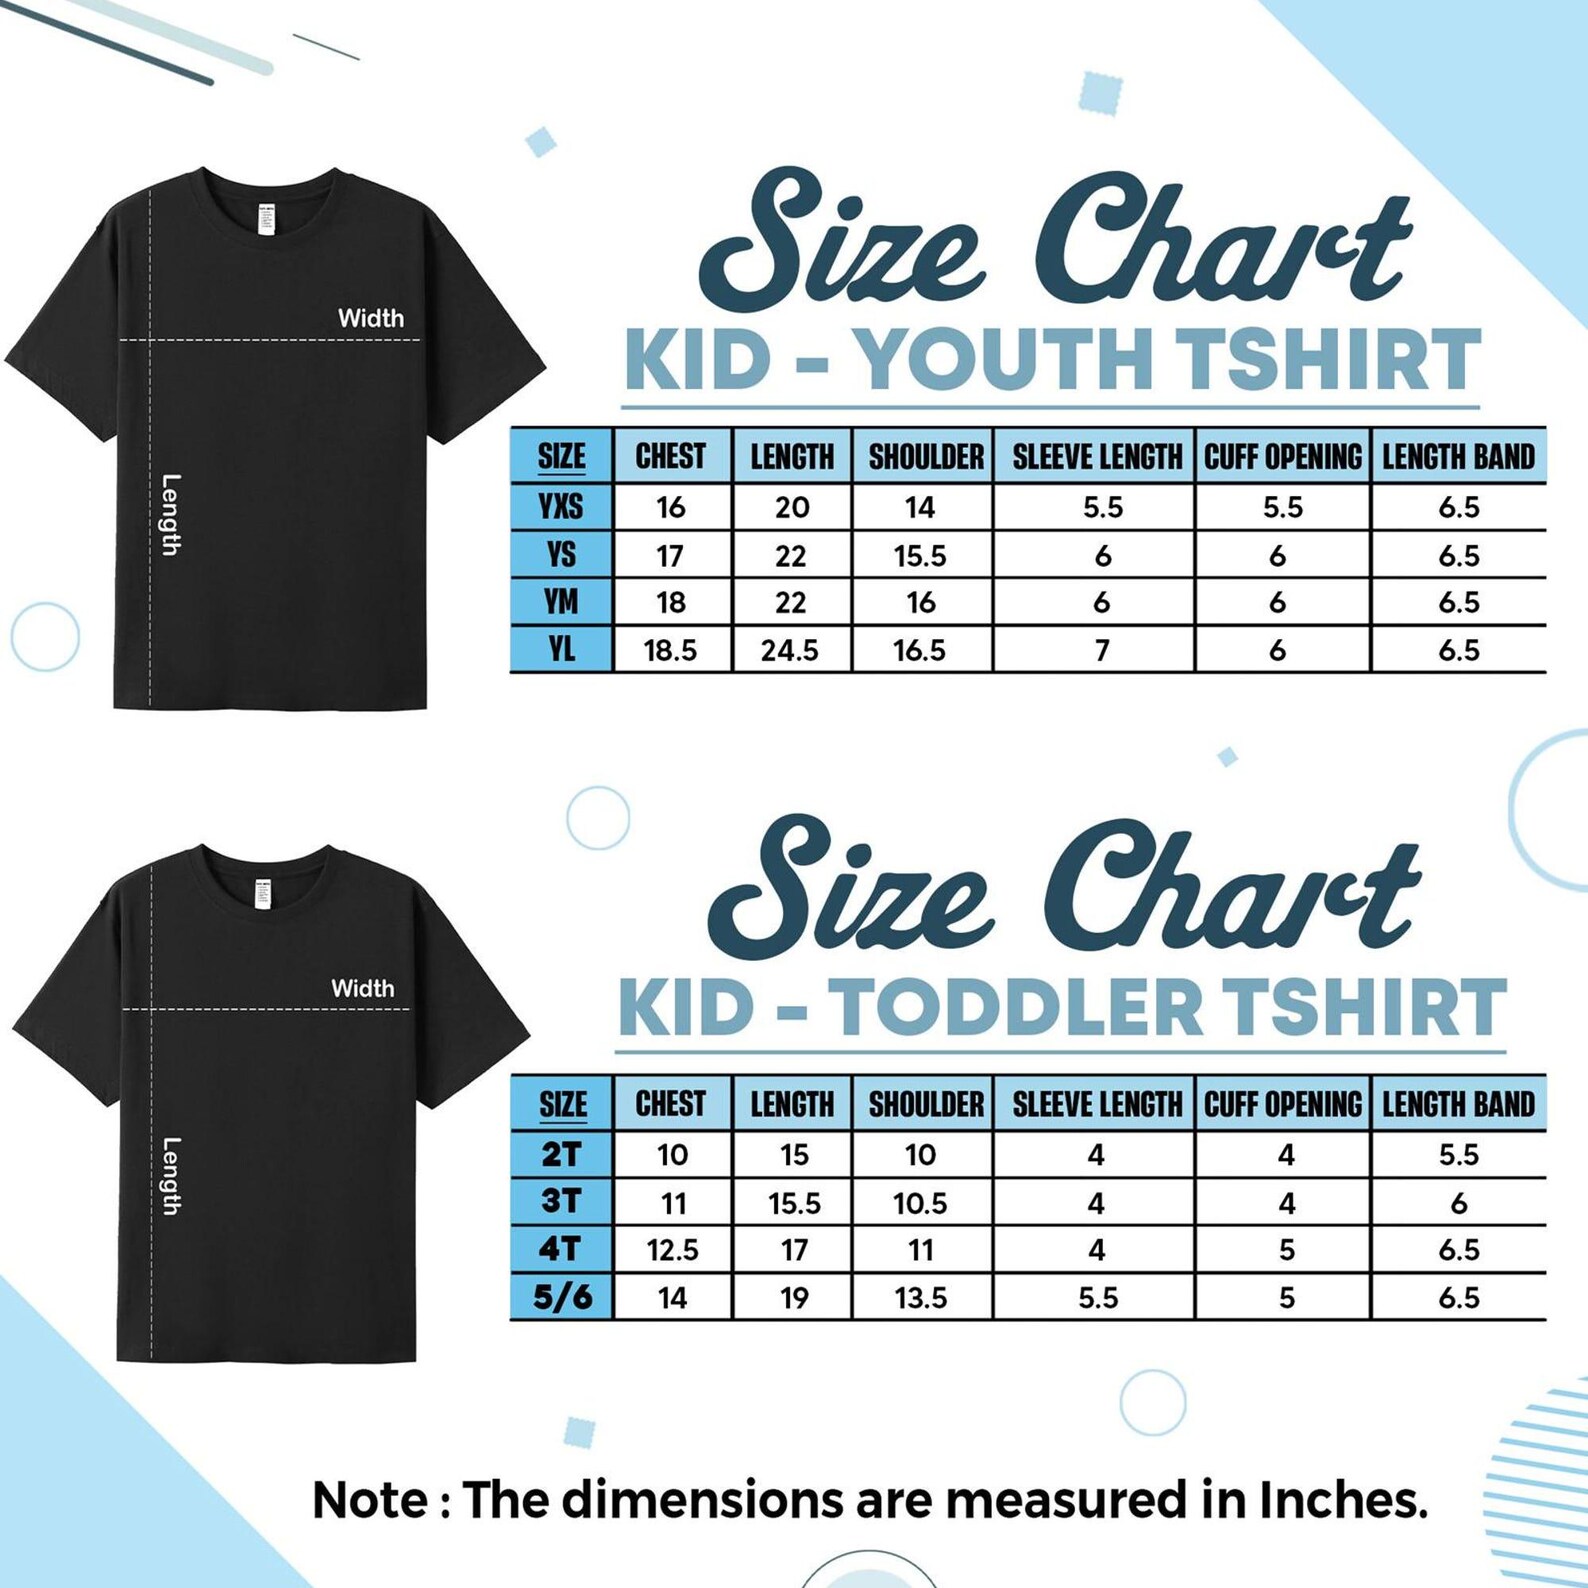 Size Chart
KID - YOUTH TSHIRT
Width
Length
SIZE CHEST LENGTH SHOULDER SLEEVE LENGTH CUFF OPENING LENGTH BAND
YXS 16 20 14 5.5 5.5 6.5
YS 17 22 15.5 6 6 6.5
YM 18 22 16 6 6 6.5
YL 18.5 24.5 16.5 7 6 6.5
Size Chart
KID - TODDLER TSHIRT
Width
Length
SIZE CHEST LENGTH SHOULDER SLEEVE LENGTH CUFF OPENING LENGTH BAND
2T 10 15 10 4 4 5.5
3T 11 15.5 10.5 4 4 6
4T 12.5 17 11 4 5 6.5
5/6 14 19 13.5 5.5 5 6.5
Note : The dimensions are measured in Inches.